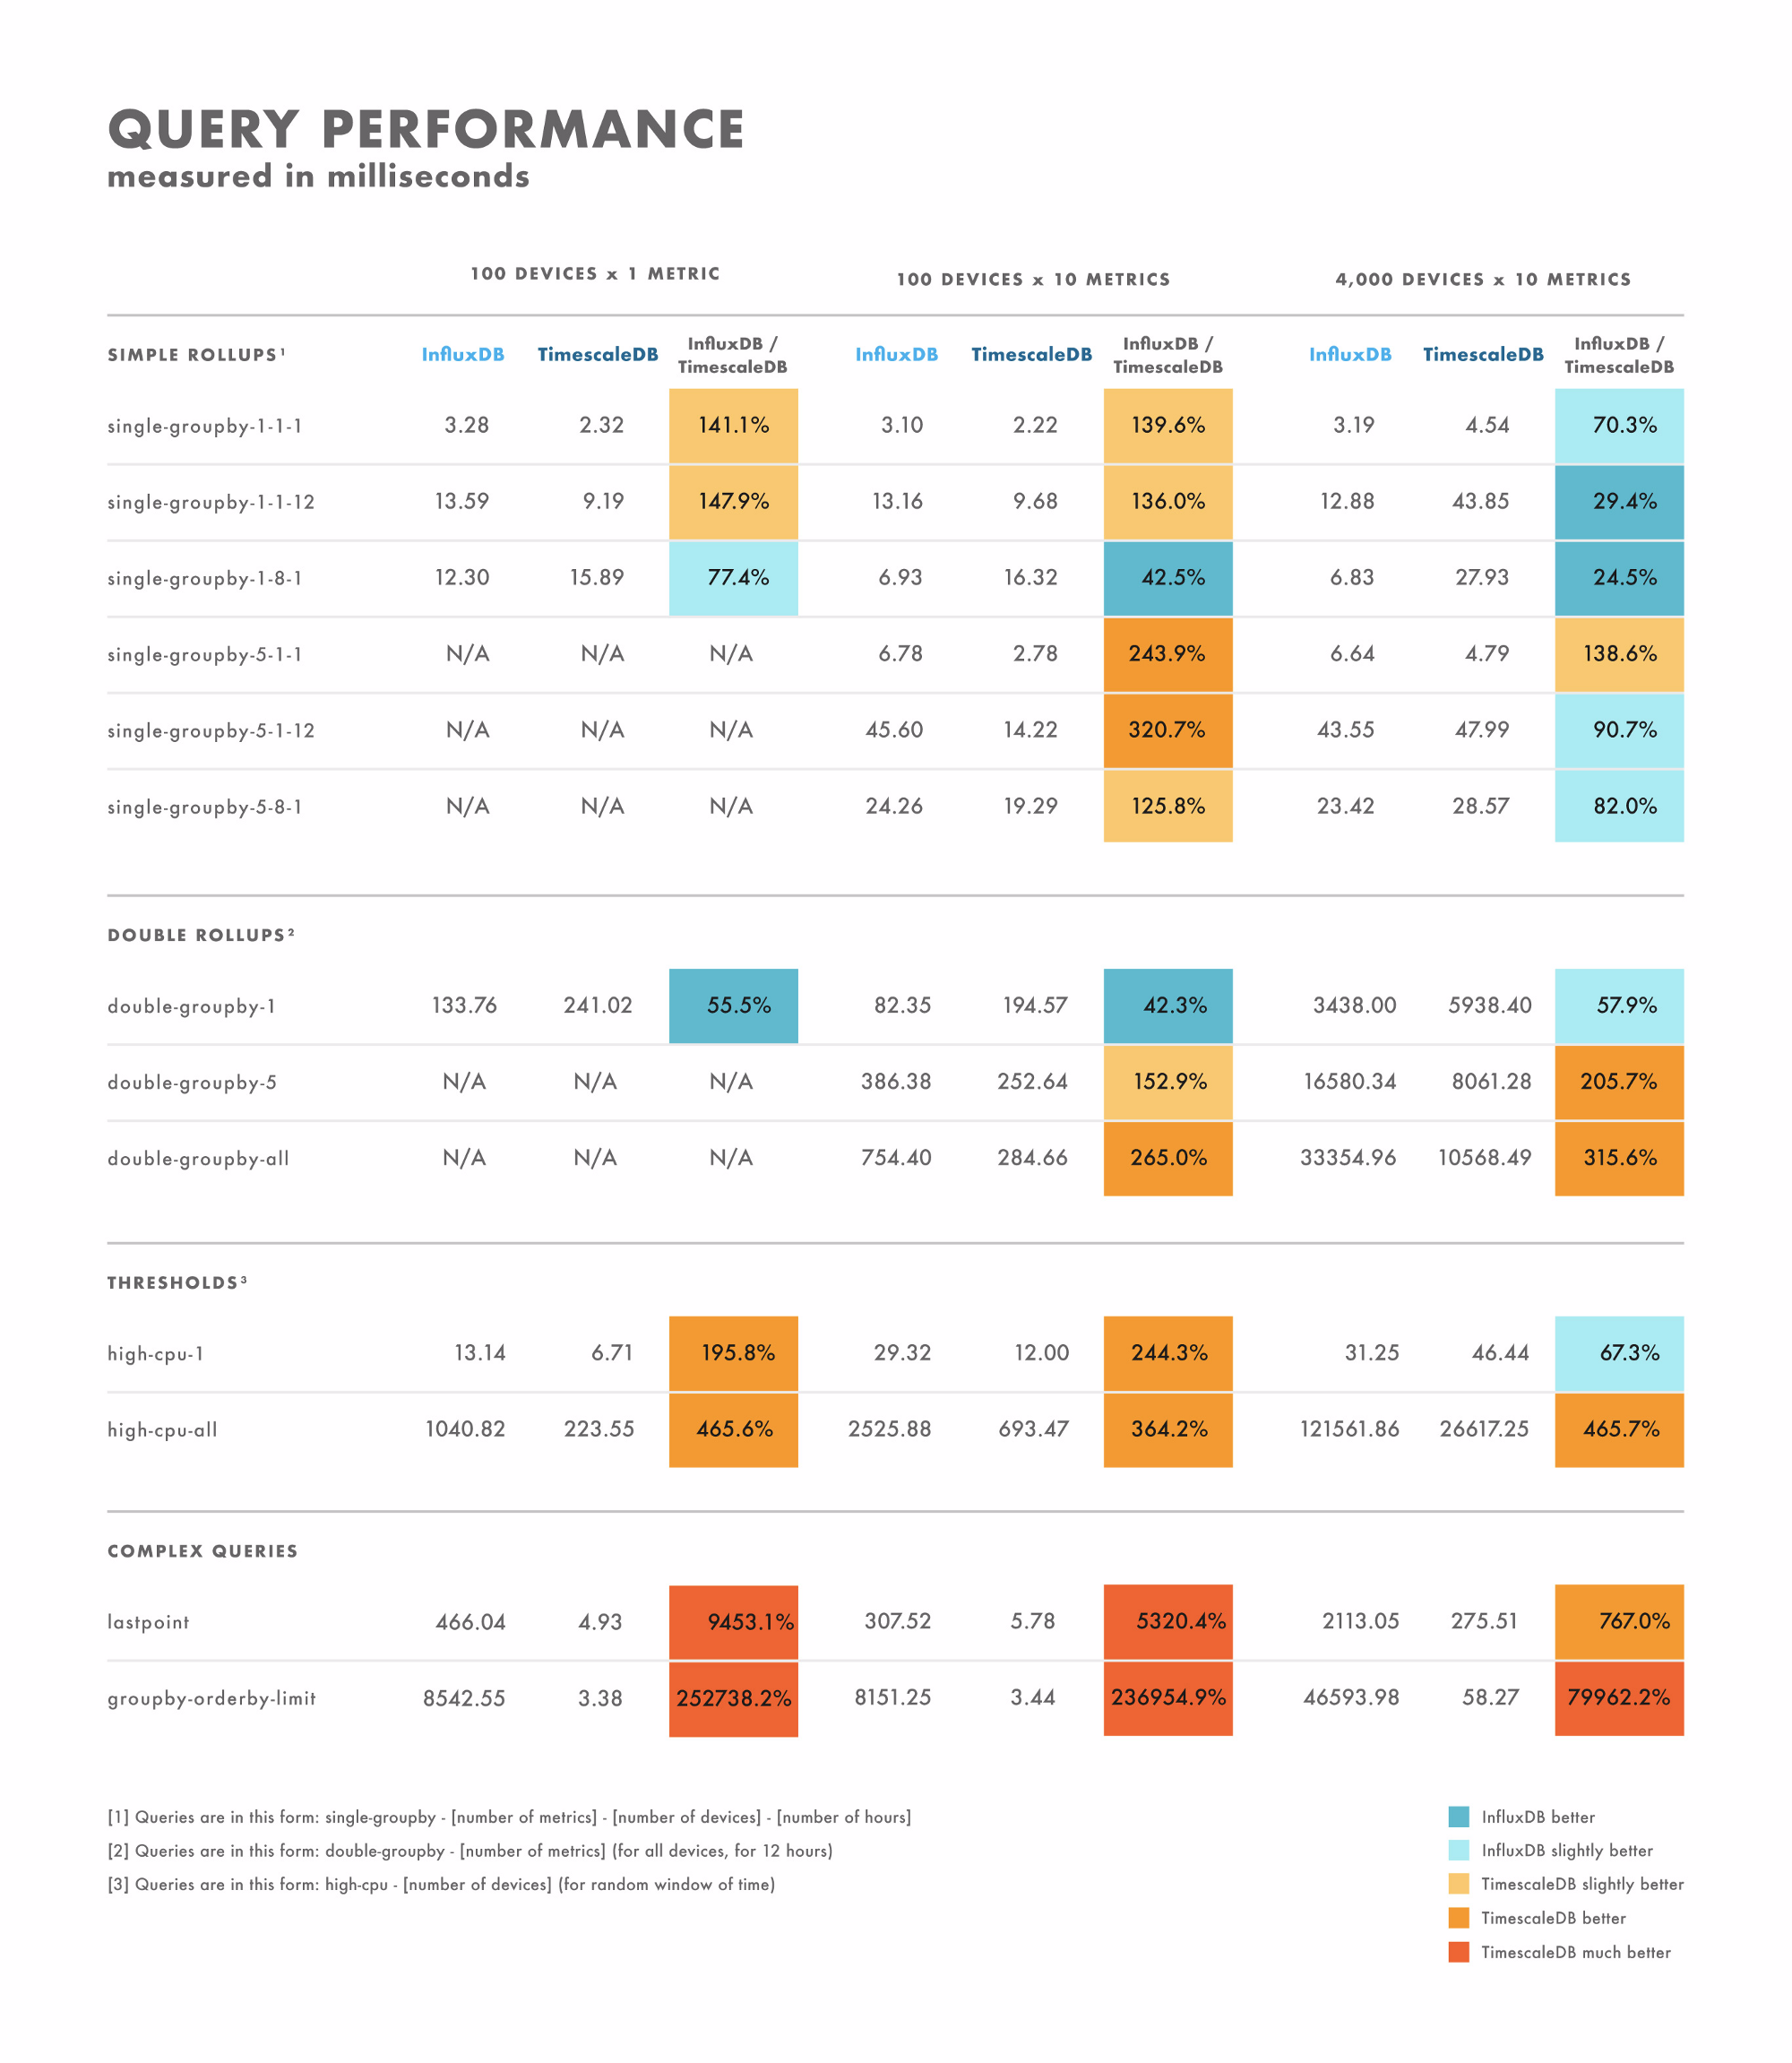 QUERY PERFORMANCE
measured in milliseconds
100 DEVICES x 1 METRIC 100 DEVICES x 10 METRICS 4,000 DEVICES x 10 METRICS
SIMPLE ROLLUPS¹ InfluxDB TimescaleDB InfluxDB / TimescaleDB InfluxDB TimescaleDB InfluxDB / TimescaleDB InfluxDB TimescaleDB InfluxDB / TimescaleDB
single-groupby-1-1-1 3.28 2.32 141.1% 3.10 2.22 139.6% 3.19 4.54 70.3%
single-groupby-1-1-12 13.59 9.19 147.9% 13.16 9.68 136.0% 12.88 43.85 29.4%
single-groupby-1-8-1 12.30 15.89 77.4% 6.93 16.32 42.5% 6.83 27.93 24.5%
single-groupby-5-1-1 N/A N/A N/A 6.78 2.78 243.9% 6.64 4.79 138.6%
single-groupby-5-1-12 N/A N/A N/A 45.60 14.22 320.7% 43.55 47.99 90.7%
single-groupby-5-8-1 N/A N/A N/A 24.26 19.29 125.8% 23.42 28.57 82.0%
DOUBLE ROLLUPS²
double-groupby-1 133.76 241.02 55.5% 82.35 194.57 42.3% 3438.00 5938.40 57.9%
double-groupby-5 N/A N/A N/A 386.38 252.64 152.9% 16580.34 8061.28 205.7%
double-groupby-all N/A N/A N/A 754.40 284.66 265.0% 33354.96 10568.49 315.6%
THRESHOLDS³
high-cpu-1 13.14 6.71 195.8% 29.32 12.00 244.3% 31.25 46.44 67.3%
high-cpu-all 1040.82 223.55 465.6% 2525.88 693.47 364.2% 121561.86 26617.25 465.7%
COMPLEX QUERIES
lastpoint 466.04 4.93 9453.1% 307.52 5.78 5320.4% 2113.05 275.51 767.0%
groupby-orderby-limit 8542.55 3.38 252738.2% 8151.25 3.44 236954.9% 46593.98 58.27 79962.2%
[1] Queries are in this form: single-groupby - [number of metrics] - [number of devices] - [number of hours]
[2] Queries are in this form: double-groupby - [number of metrics] (for all devices, for 12 hours)
[3] Queries are in this form: high-cpu - [number of devices] (for random window of time)
InfluxDB better
InfluxDB slightly better
TimescaleDB slightly better
TimescaleDB better
TimescaleDB much better